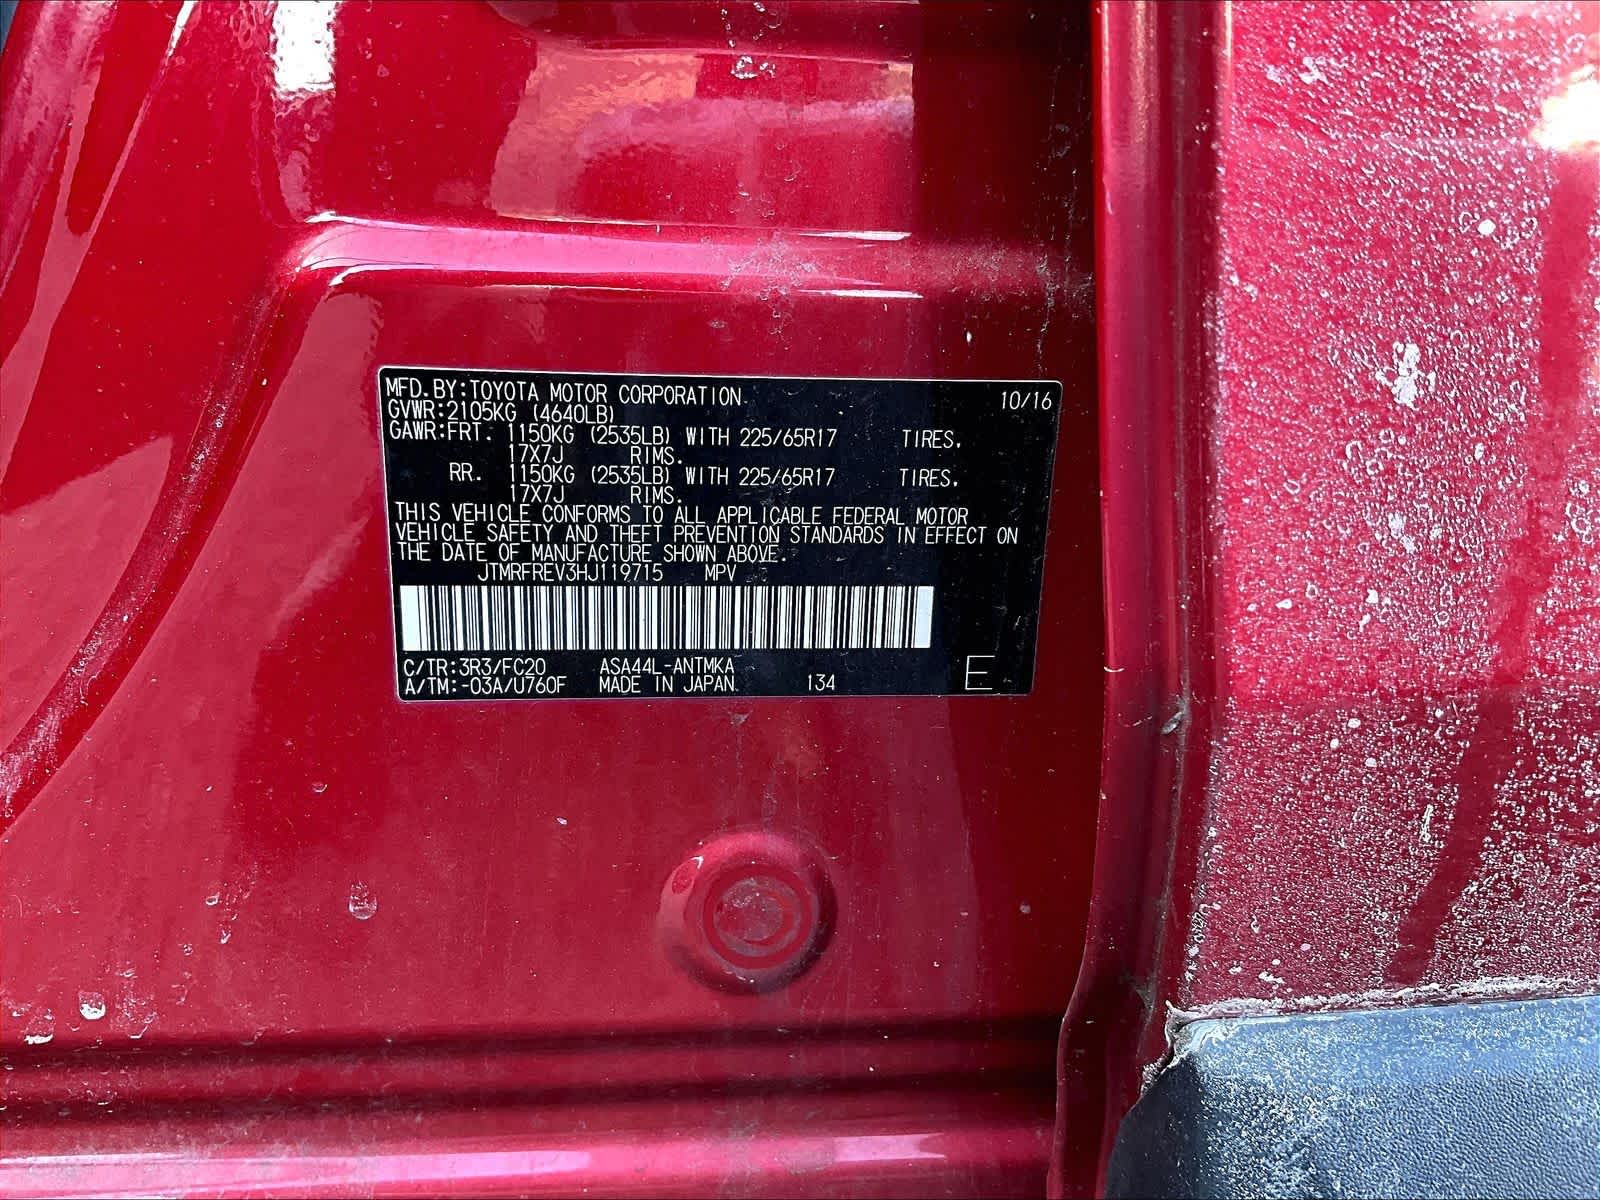 MFD.BY:TOYOTA MOTOR CORPORATION 10/16
GVWR:2105KG (4640LB)
GAWR:FRT. 1150KG (2535LB) WITH 225/65R17 TIRES,
17X7J RIMS.
RR. 1150KG (2535LB) WITH 225/65R17 TIRES,
17X7J RIMS.
THIS VEHICLE CONFORMS TO ALL APPLICABLE FEDERAL MOTOR
VEHICLE SAFETY AND THEFT PREVENTION STANDARDS IN EFFECT ON
THE DATE OF MANUFACTURE SHOWN ABOVE.
JTMRFREV3HJ119715 MPV
C/TR:3R3/FC20 ASA44L-ANTMKA
A/TM:-03A/U760F MADE IN JAPAN 134 E